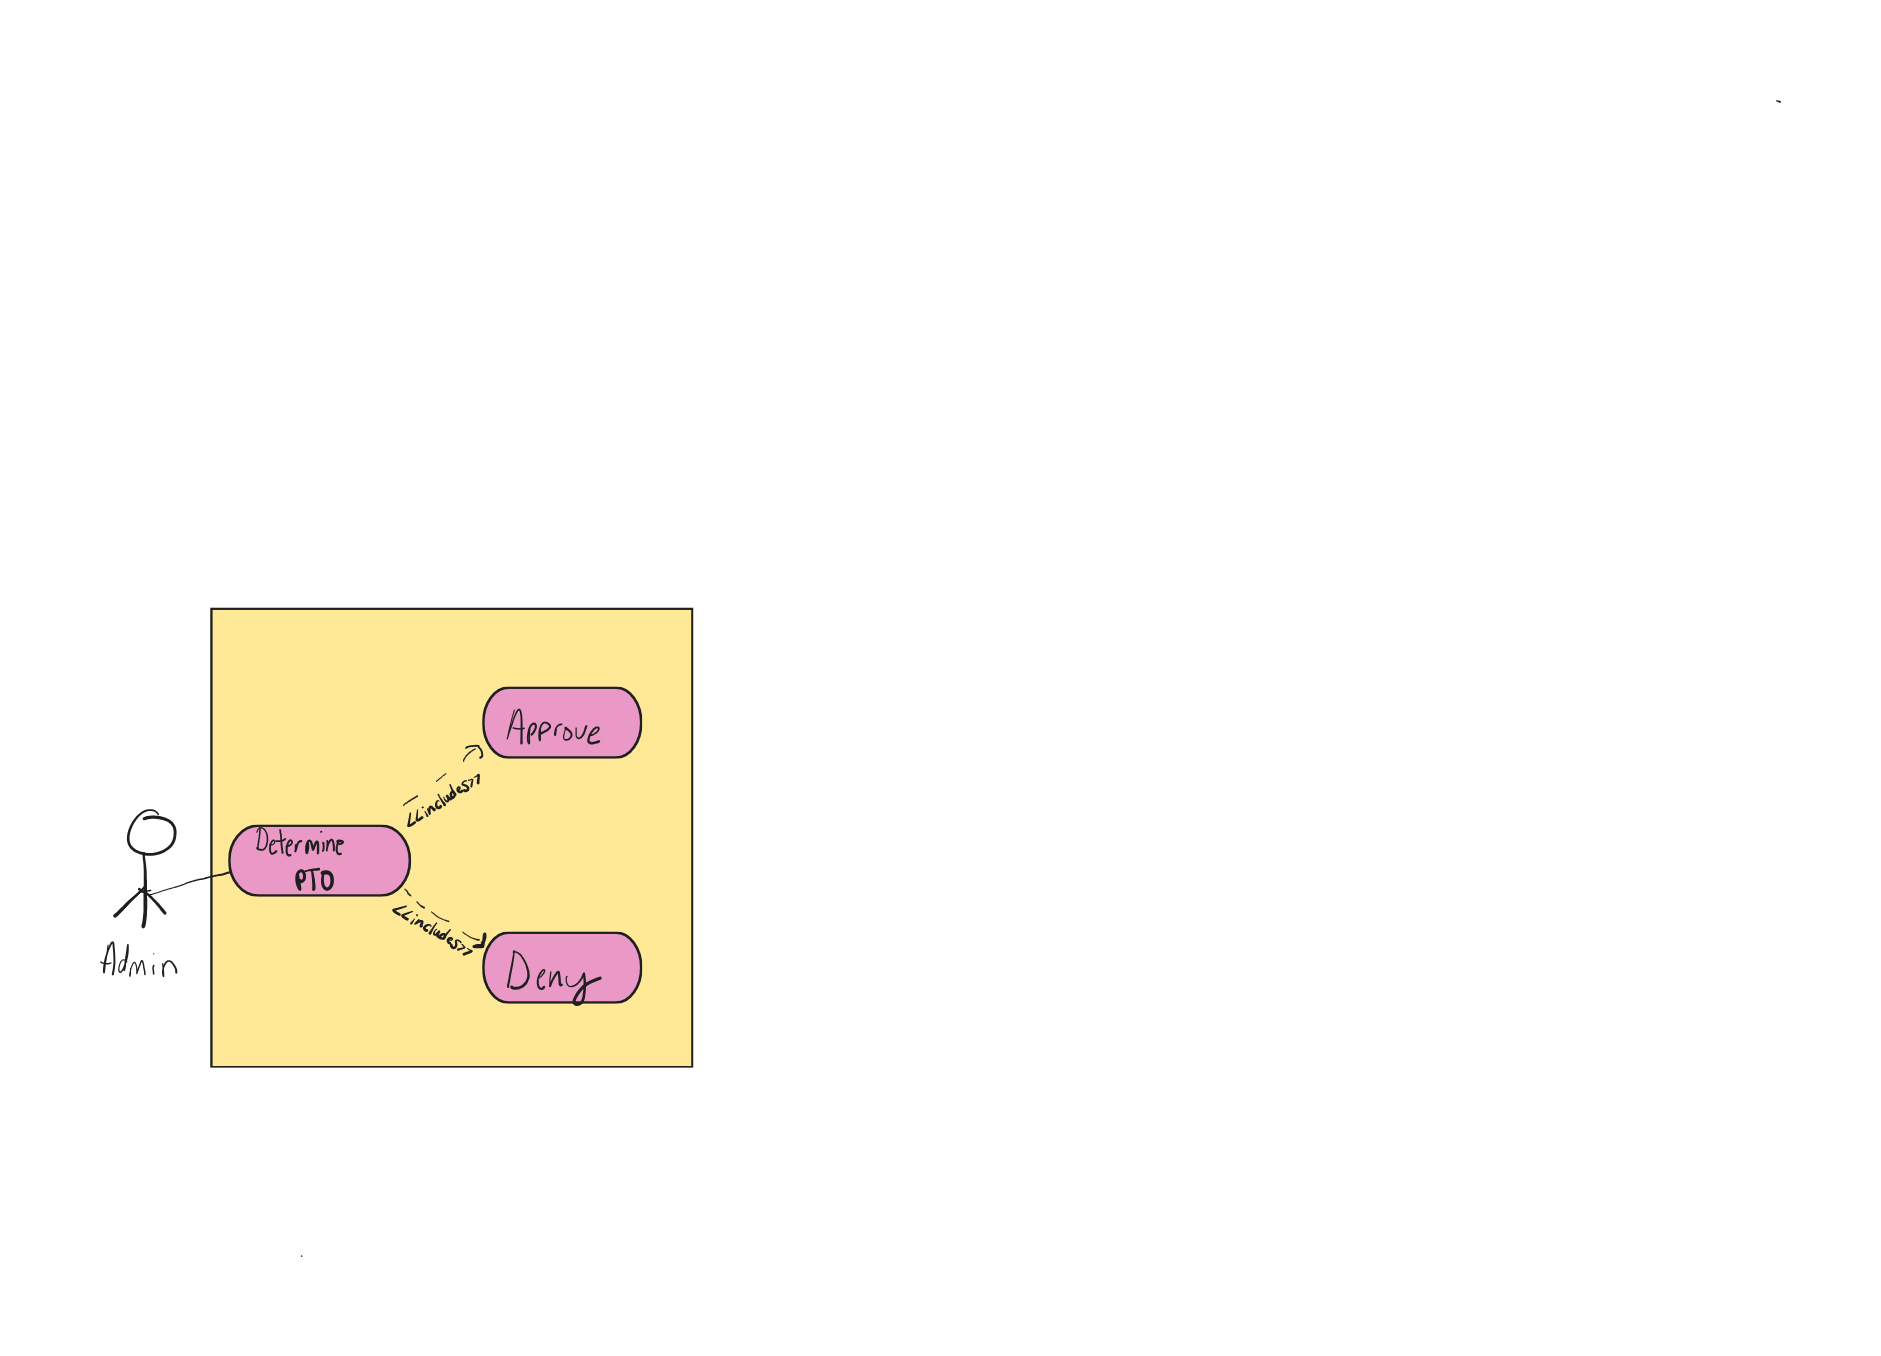 Approve
<<includes>>
Determine
PTO
<<includes>>
Deny
Admin